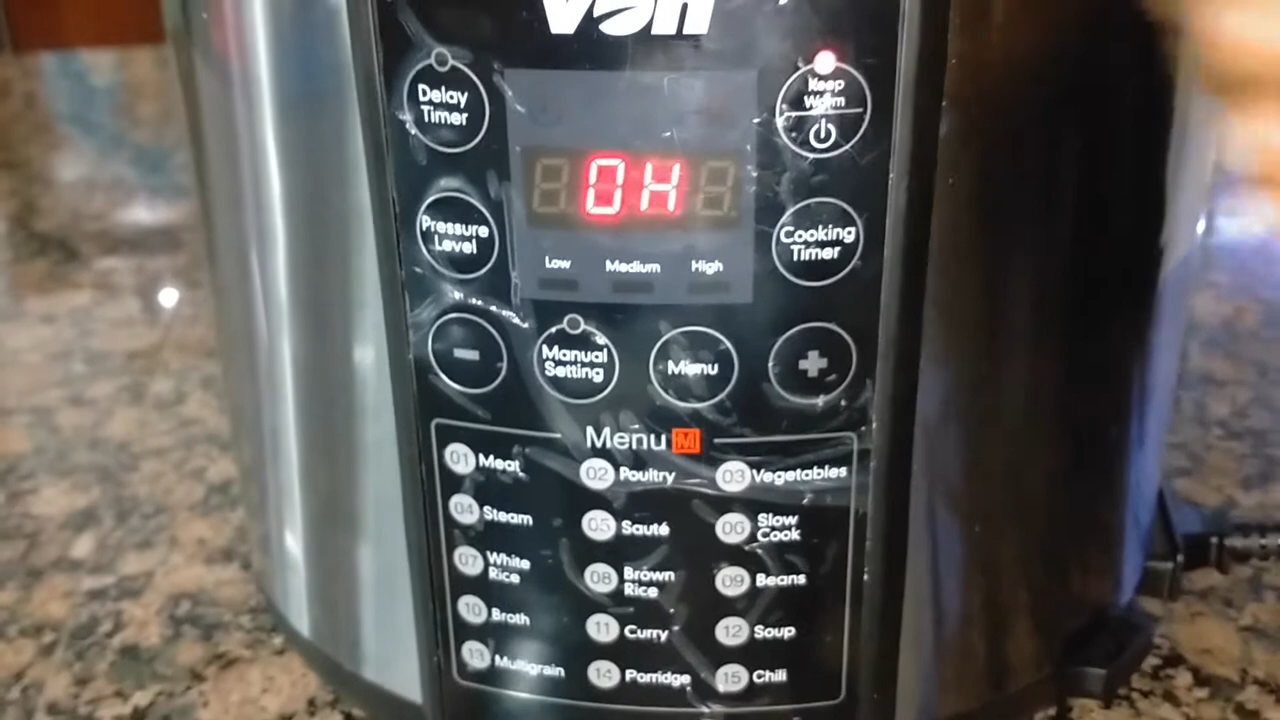 von
Delay
Timer
Keep
Warm
0H
Pressure
Level
Cooking
Timer
Low
Medium
High
-
Manual
Setting
Menu
+
Menu M
01 Meat
02 Poultry
03 Vegetables
04 Steam
05 Sauté
06 Slow
Cook
07 White
Rice
08 Brown
Rice
09 Beans
10 Broth
11 Curry
12 Soup
13 Multigrain
14 Porridge
15 Chili